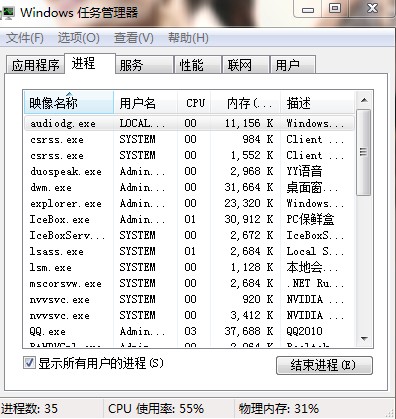 Windows 任务管理器
文件(F) 选项(O) 查看(V) 帮助(H)
应用程序 进程 服务 性能 联网 用户
映像名称 用户名 CPU 内存(... 描述
audiodg.exe LOCAL... 00 11,156 K Windows...
csrss.exe SYSTEM 00 984 K Client ...
csrss.exe SYSTEM 00 1,552 K Client ...
duospeak.exe Admin... 00 2,968 K YY语音
dwm.exe Admin... 00 31,664 K 桌面窗...
explorer.exe Admin... 00 23,320 K Windows...
IceBox.exe Admin... 01 30,912 K PC保鲜盒
IceBoxServ... SYSTEM 00 2,672 K IceBoxS...
lsass.exe SYSTEM 01 2,684 K Local S...
lsm.exe SYSTEM 00 1,128 K 本地会...
mscorsvw.exe SYSTEM 00 2,684 K .NET Ru...
nvvsvc.exe SYSTEM 00 920 K NVIDIA ...
nvvsvc.exe SYSTEM 00 3,412 K NVIDIA ...
QQ.exe Admin... 03 37,688 K QQ2010
显示所有用户的进程(S) 结束进程(E)
进程数: 35 CPU 使用率: 55% 物理内存: 31%